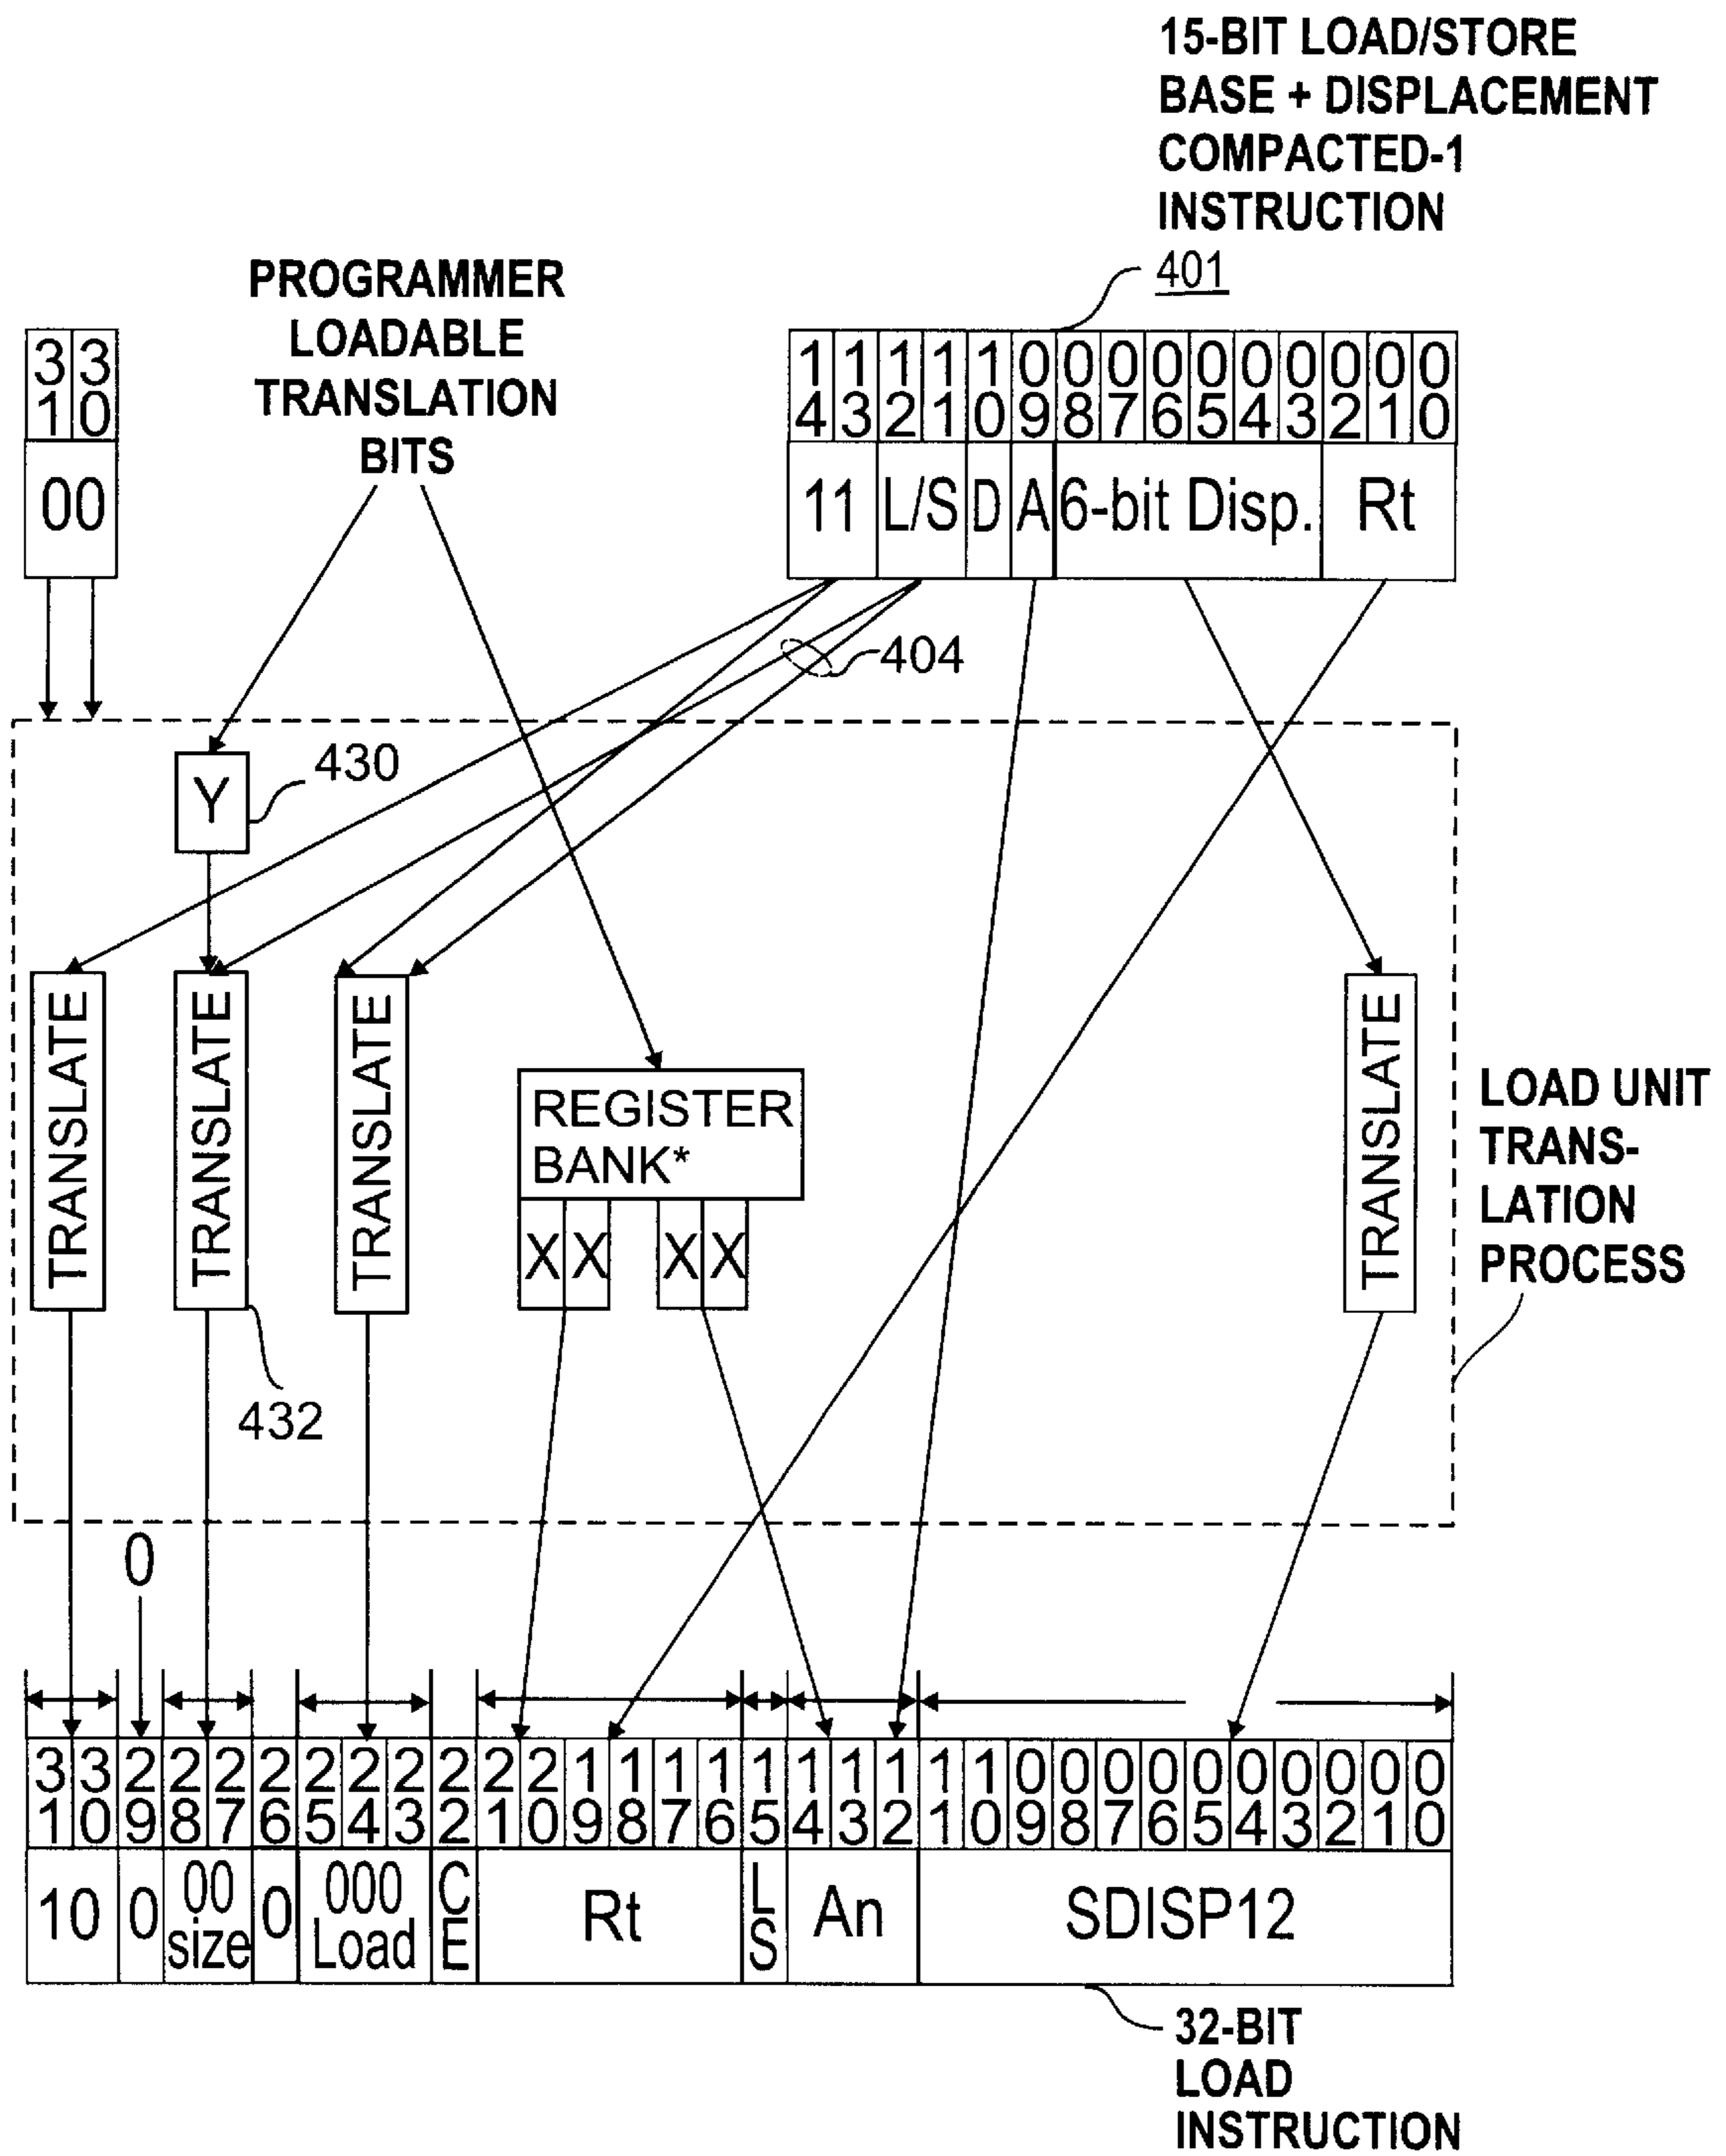 15-BIT LOAD/STORE
BASE + DISPLACEMENT
COMPACTED-1
INSTRUCTION
401
PROGRAMMER
LOADABLE
TRANSLATION
BITS
3 3
1 0
00
1 1 1 1 1 0 0 0 0 0 0 0 0 0 0
4 3 2 1 0 9 8 7 6 5 4 3 2 1 0
11 L/S D A 6-bit Disp. Rt
404
Y
430
TRANSLATE
TRANSLATE
TRANSLATE
REGISTER
BANK*
X X X X
TRANSLATE
LOAD UNIT
TRANS-
LATION
PROCESS
432
0
3 3 2 2 2 2 2 2 2 2 2 2 1 1 1 1 1 1 1 1 1 1 0 0 0 0 0 0 0 0 0 0
1 0 9 8 7 6 5 4 3 2 1 0 9 8 7 6 5 4 3 2 1 0 9 8 7 6 5 4 3 2 1 0
10 0 00 size 0 000 Load CE Rt LS An SDISP12
32-BIT
LOAD
INSTRUCTION